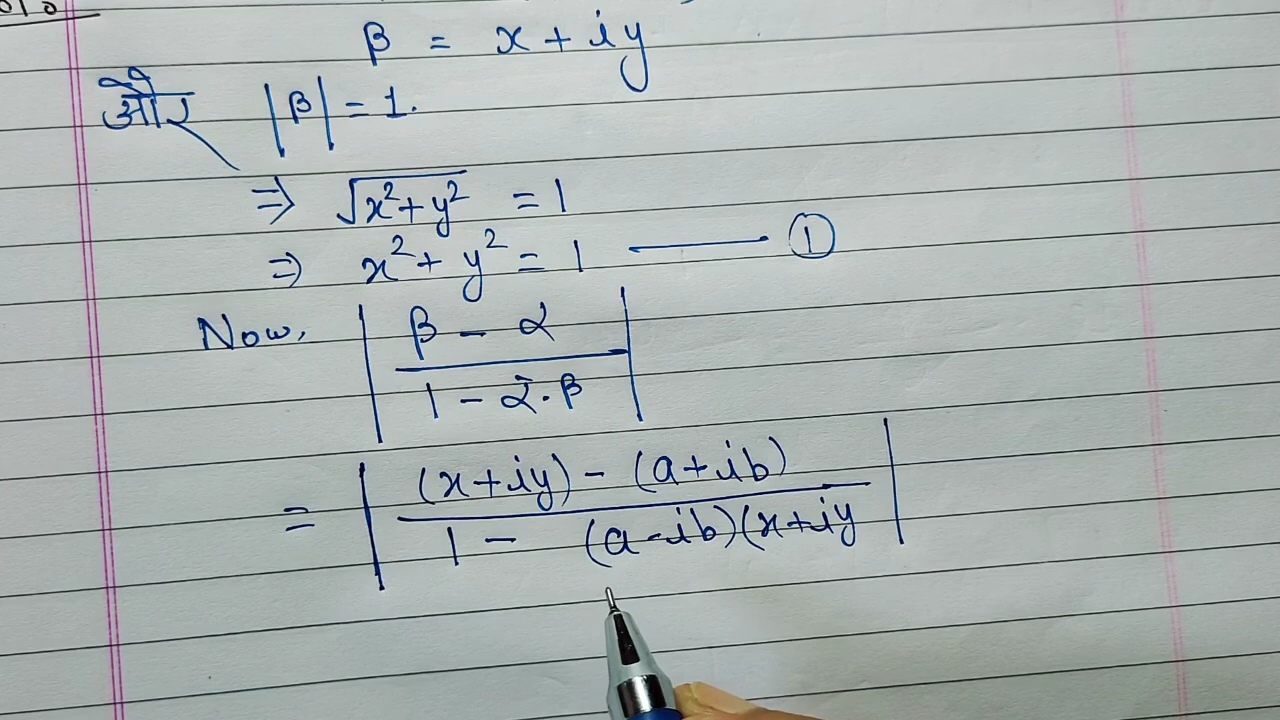 β = x + iy
और |β| = 1.
⇒ √x²+y² = 1
⇒ x² + y² = 1 ——— ①
Now, | β - α / 1 - ᾱ·β |
= | (x+iy) - (a+ib) / 1 - (a-ib)(x+iy |